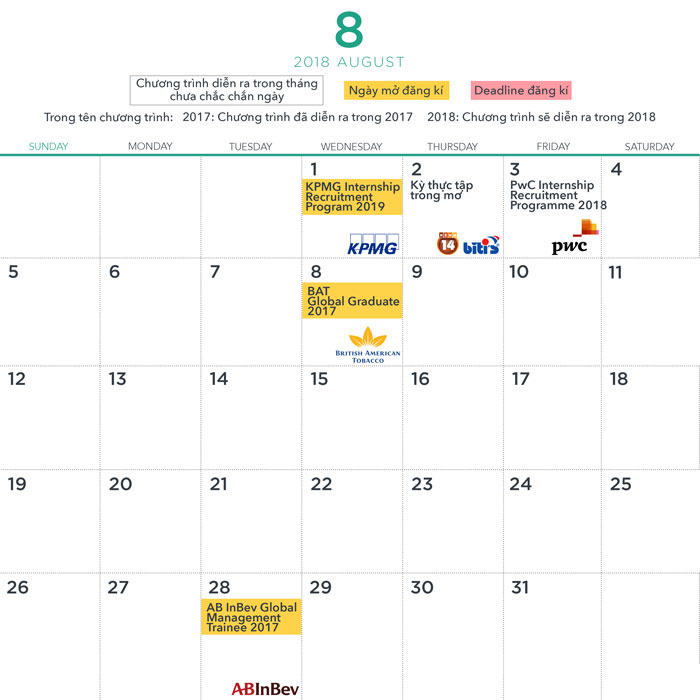 8
2018 AUGUST
Chương trình diễn ra trong tháng
chưa chắc chắn ngày
Ngày mở đăng kí
Deadline đăng kí
Trong tên chương trình: 2017: Chương trình đã diễn ra trong 2017 2018: Chương trình sẽ diễn ra trong 2018
SUNDAY MONDAY TUESDAY WEDNESDAY THURSDAY FRIDAY SATURDAY
1
KPMG Internship
Recruitment
Program 2019
KPMG
2
Kỳ thực tập
trong mơ
14
biti's
3
PwC Internship
Recruitment
Programme 2018
pwc
4
5
6
7
8
BAT
Global Graduate
2017
BRITISH AMERICAN
TOBACCO
9
10
11
12
13
14
15
16
17
18
19
20
21
22
23
24
25
26
27
28
AB InBev Global
Management
Trainee 2017
ABInBev
29
30
31